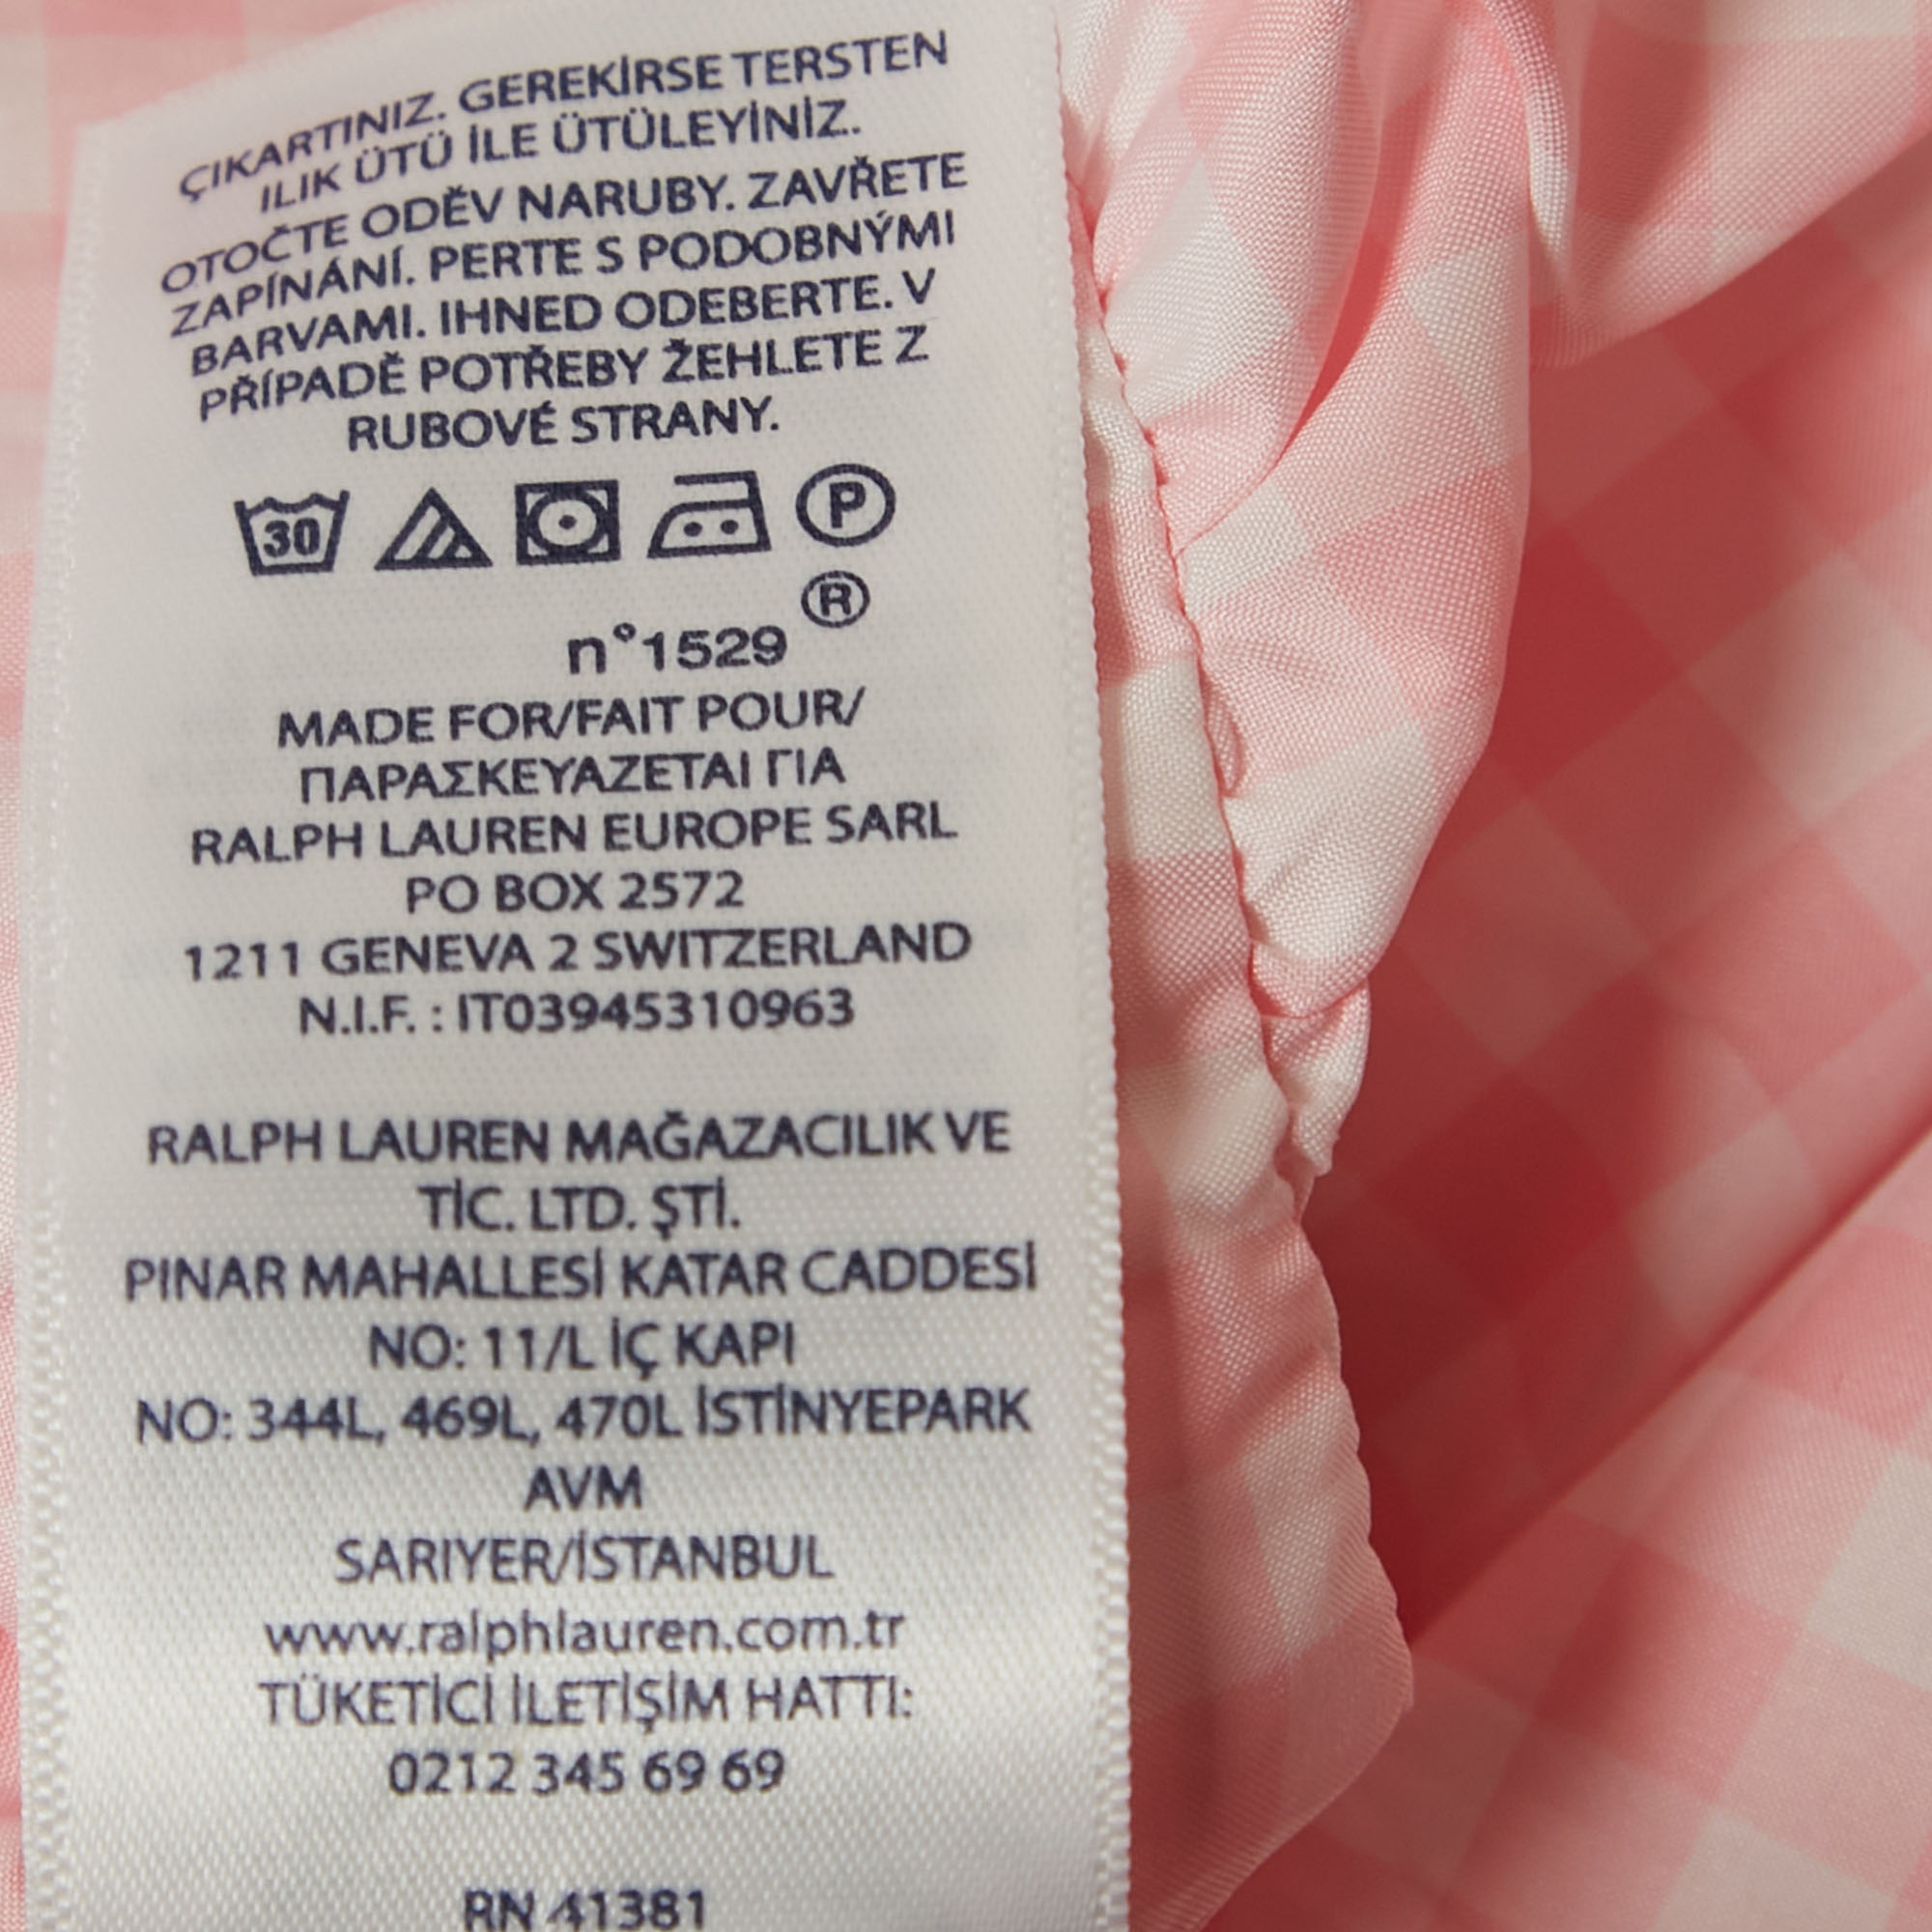 ÇIKARTINIZ. GEREKİRSE TERSTEN
ILIK ÜTÜ İLE ÜTÜLEYİNİZ.
OTOČTE ODĚV NARUBY. ZAVŘETE
ZAPÍNÁNÍ. PERTE S PODOBNÝMI
BARVAMI. IHNED ODEBERTE. V
PŘÍPADĚ POTŘEBY ŽEHLETE Z
RUBOVÉ STRANY.
30 P
®
n°1529
MADE FOR/FAIT POUR/
ΠΑΡΑΣΚΕΥΑΖΕΤΑΙ ΓΙΑ
RALPH LAUREN EUROPE SARL
PO BOX 2572
1211 GENEVA 2 SWITZERLAND
N.I.F. : IT03945310963
RALPH LAUREN MAĞAZACILIK VE
TİC. LTD. ŞTİ.
PINAR MAHALLESİ KATAR CADDESİ
NO: 11/L İÇ KAPI
NO: 344L, 469L, 470L İSTİNYEPARK
AVM
SARIYER/İSTANBUL
www.ralphlauren.com.tr
TÜKETİCİ İLETİŞİM HATTI:
0212 345 69 69
RN 41381